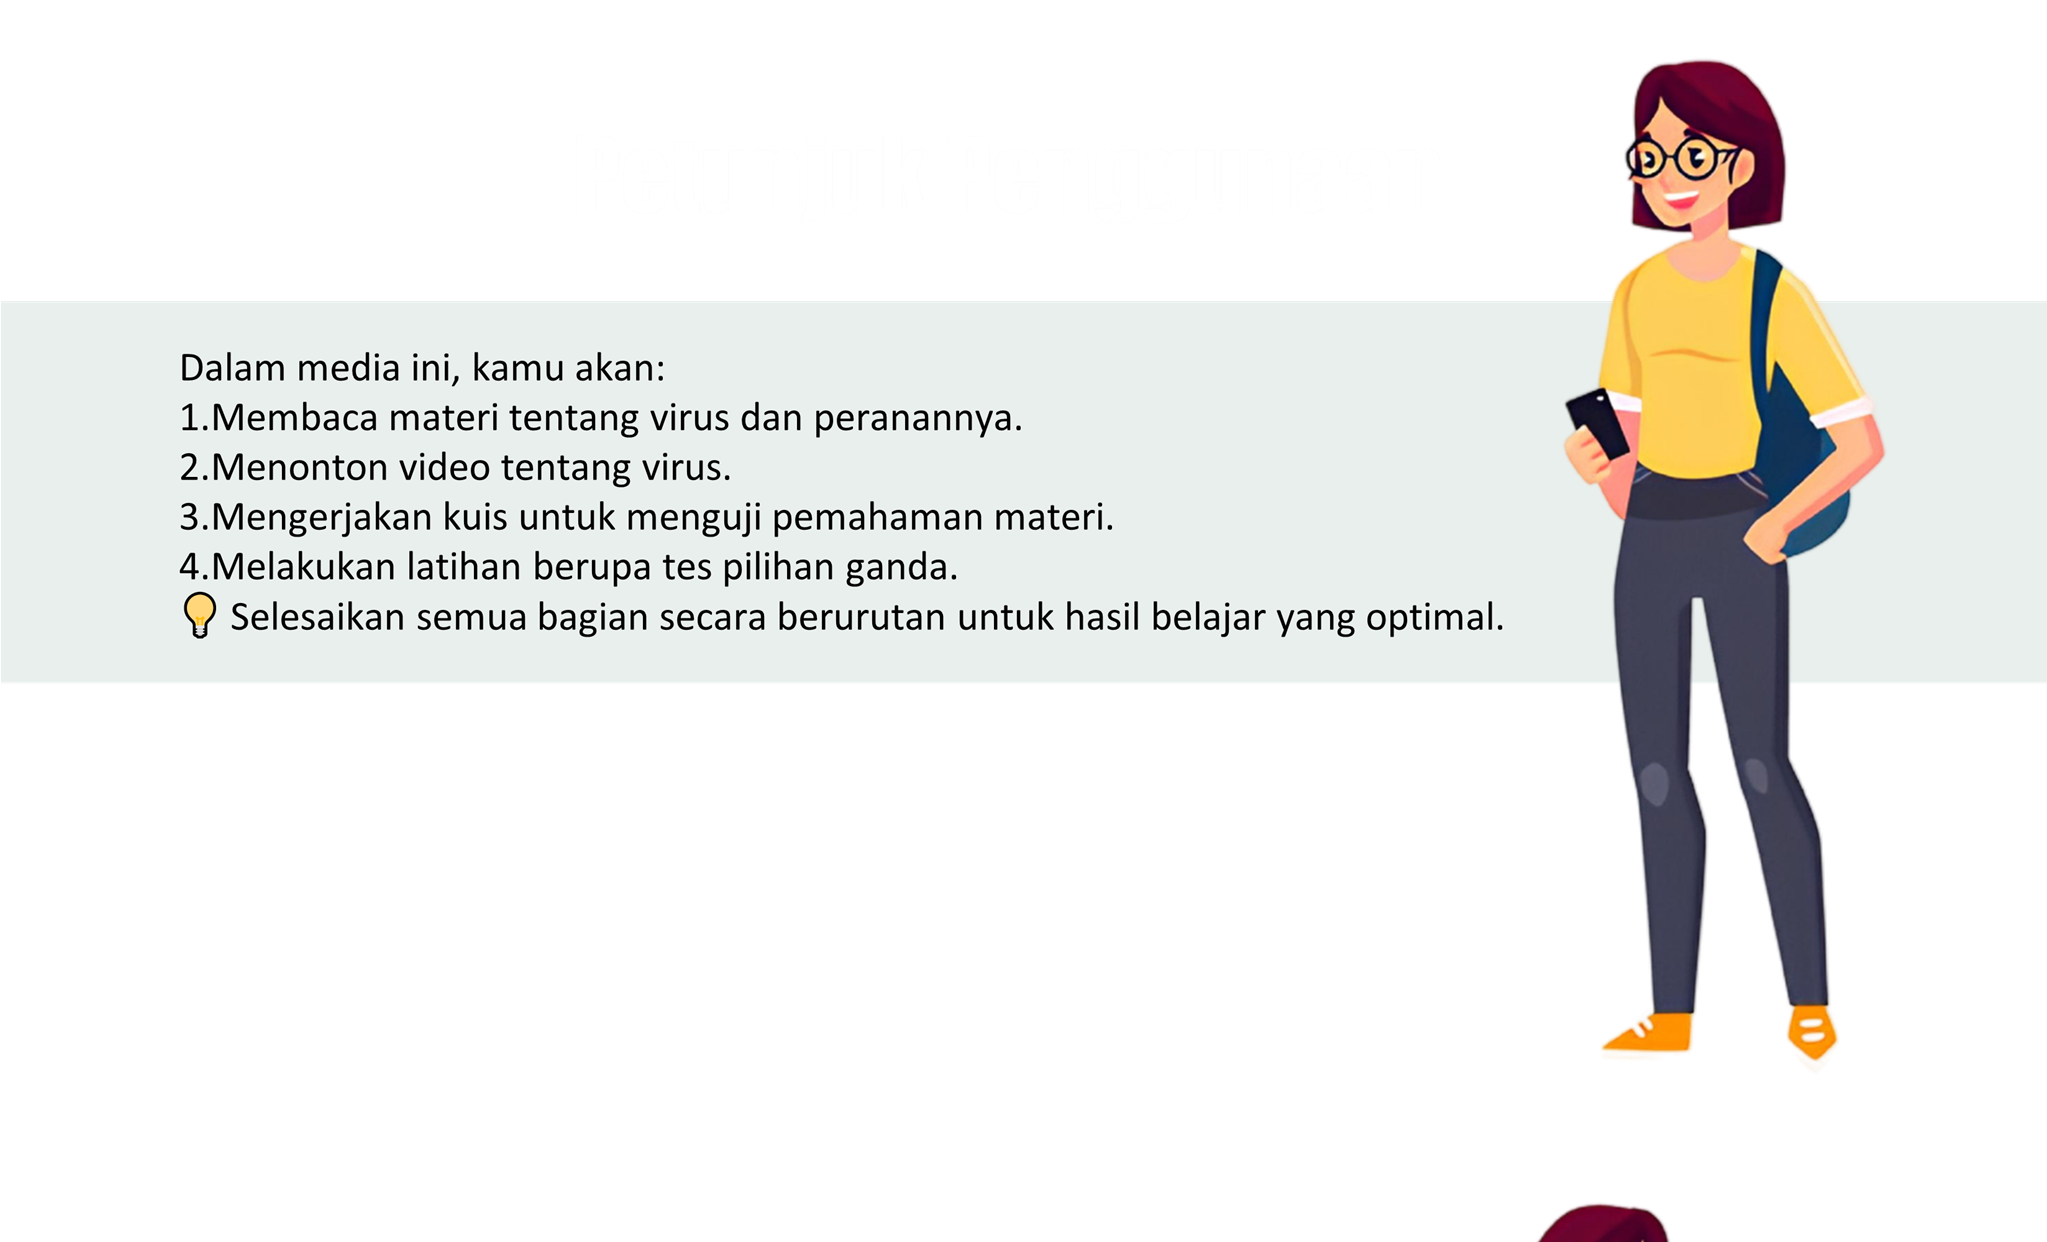 Dalam media ini, kamu akan:
1.Membaca materi tentang virus dan peranannya.
2.Menonton video tentang virus.
3.Mengerjakan kuis untuk menguji pemahaman materi.
4.Melakukan latihan berupa tes pilihan ganda.
💡 Selesaikan semua bagian secara berurutan untuk hasil belajar yang optimal.